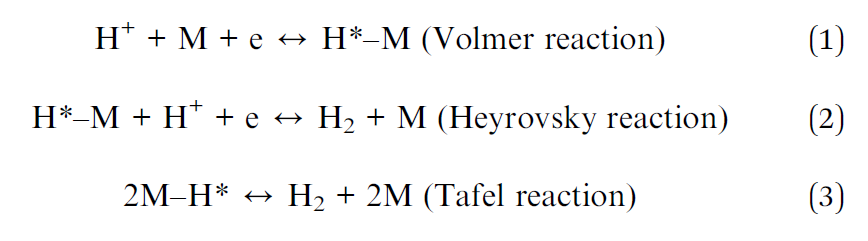 H⁺ + M + e ↔ H*–M (Volmer reaction) (1)
H*–M + H⁺ + e ↔ H₂ + M (Heyrovsky reaction) (2)
2M–H* ↔ H₂ + 2M (Tafel reaction) (3)